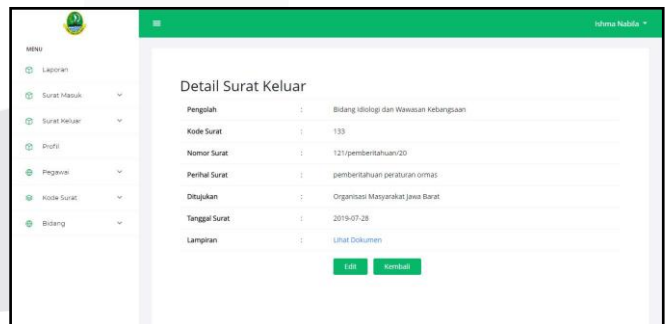 Ishma Nabila
MENU
Laporan
Surat Masuk
Surat Keluar
Profil
Pegawai
Kode Surat
Bidang
Detail Surat Keluar
Pengolah : Bidang Idiologi dan Wawasan Kebangsaan
Kode Surat : 133
Nomor Surat : 121/pemberitahuan/20
Perihal Surat : pemberitahuan peraturan ormas
Ditujukan : Organisasi Masyarakat Jawa Barat
Tanggal Surat : 2019-07-28
Lampiran : Lihat Dokumen
Edit Kembali